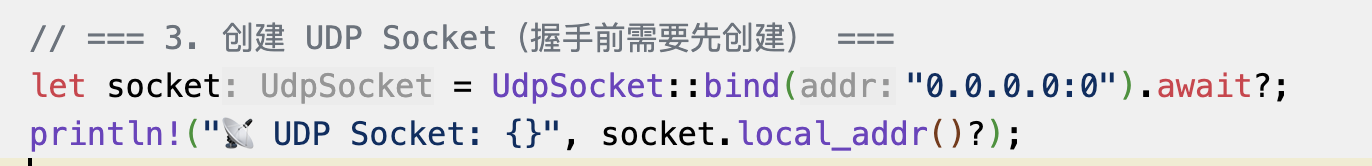 // === 3. 创建 UDP Socket（握手前需要先创建） ===
let socket: UdpSocket = UdpSocket::bind(addr: "0.0.0.0:0").await?;
println!("📡 UDP Socket: {}", socket.local_addr()?);